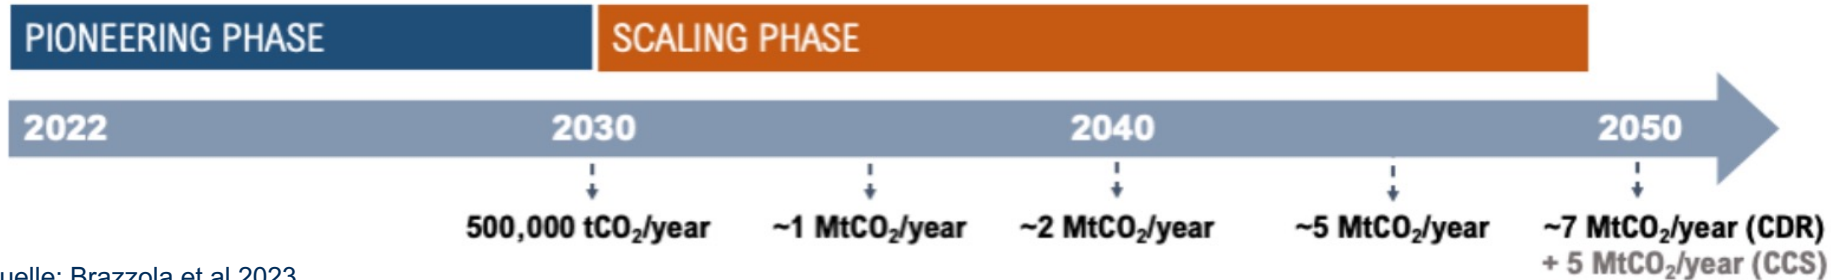 PIONEERING PHASE SCALING PHASE
2022 2030 2040 2050
500,000 tCO₂/year ~1 MtCO₂/year ~2 MtCO₂/year ~5 MtCO₂/year ~7 MtCO₂/year (CDR)
+ 5 MtCO₂/year (CCS)
uelle: Brazzola et al 2023